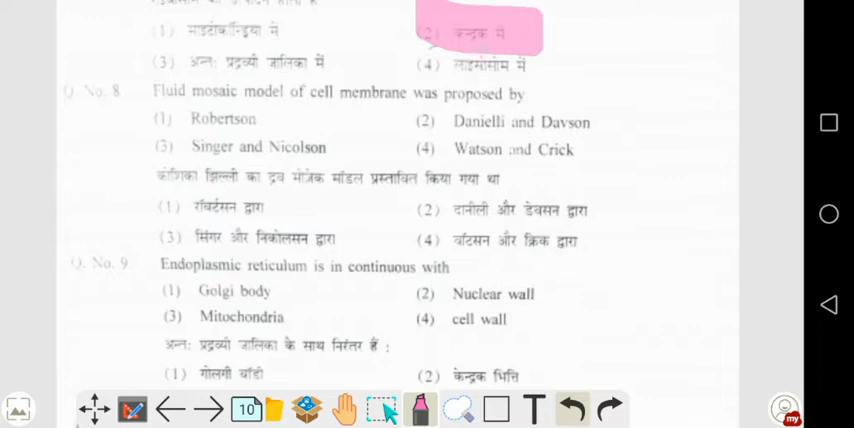 (1) माइटोकॉन्ड्रिया में (2) केन्द्रक में
(3) अन्तः प्रद्रव्यी जालिका में (4) लाइसोसोम में
Q. No. 8 Fluid mosaic model of cell membrane was proposed by
(1) Robertson (2) Danielli and Davson
(3) Singer and Nicolson (4) Watson and Crick
कोशिका झिल्ली का द्रव मोजेक मॉडल प्रस्तावित किया गया था
(1) रॉबर्टसन द्वारा (2) दानीली और डेवसन द्वारा
(3) सिंगर और निकोलसन द्वारा (4) वॉटसन और क्रिक द्वारा
Q. No. 9 Endoplasmic reticulum is in continuous with
(1) Golgi body (2) Nuclear wall
(3) Mitochondria (4) cell wall
अन्तः प्रद्रव्यी जालिका के साथ निरंतर हैं :
(1) गोलगी बॉडी (2) केन्द्रक भित्ति
10
T
my